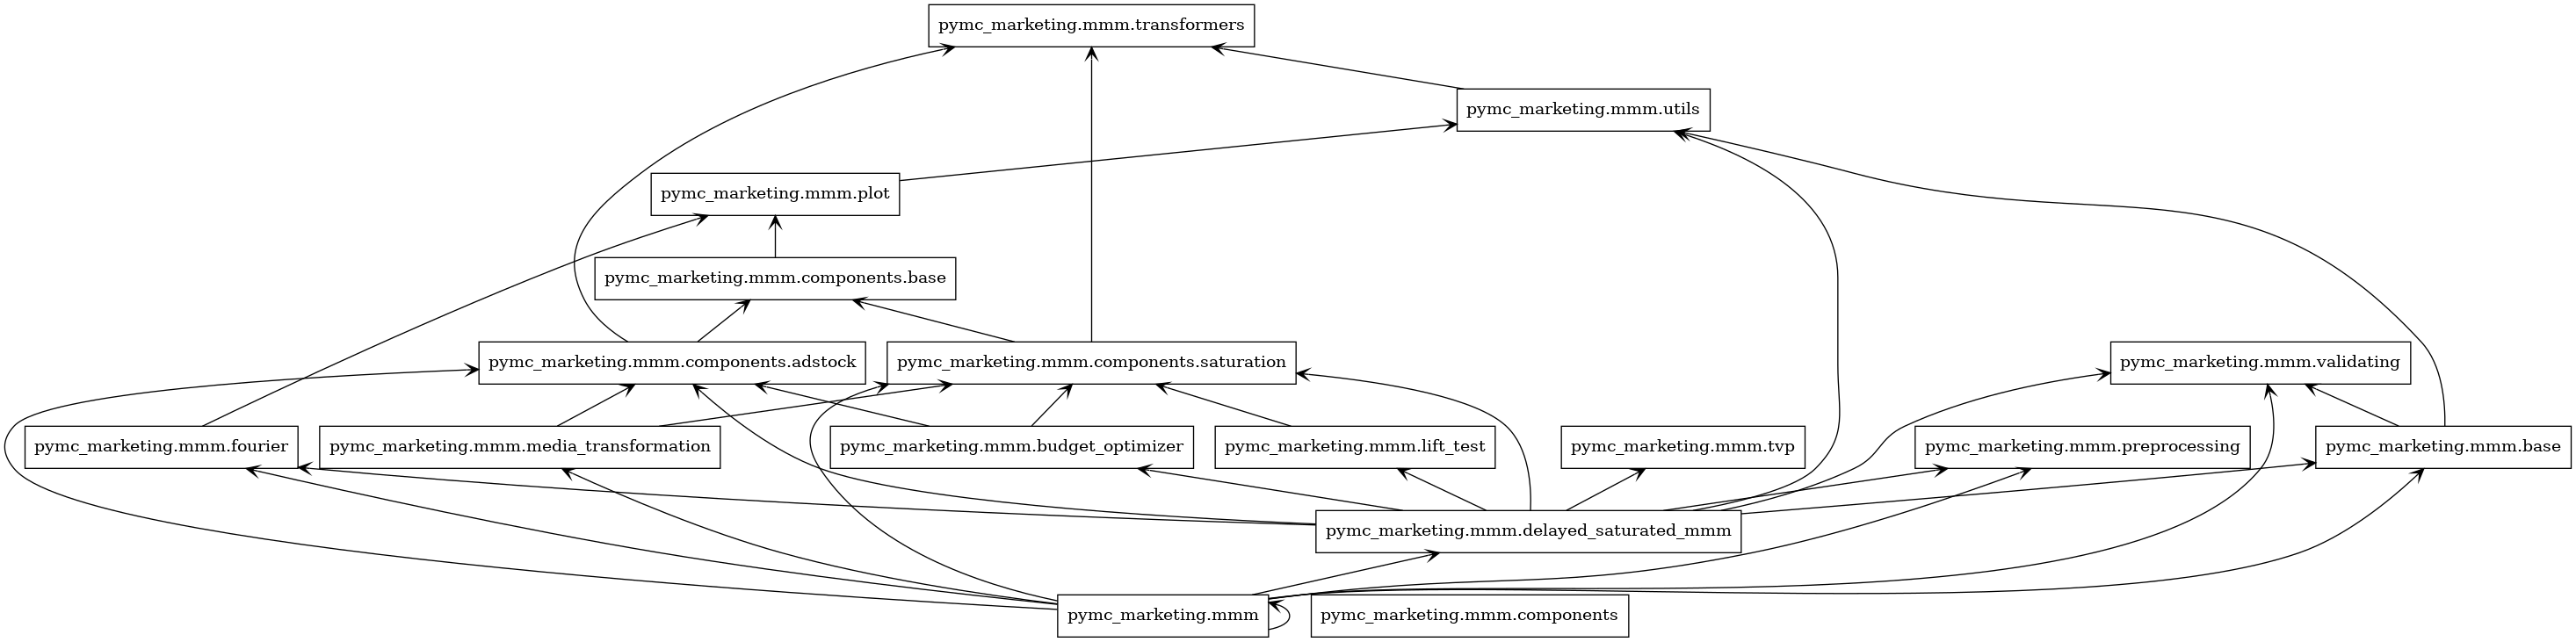 pymc_marketing.mmm.transformers
pymc_marketing.mmm.utils
pymc_marketing.mmm.plot
pymc_marketing.mmm.components.base
pymc_marketing.mmm.components.adstock
pymc_marketing.mmm.components.saturation
pymc_marketing.mmm.validating
pymc_marketing.mmm.fourier
pymc_marketing.mmm.media_transformation
pymc_marketing.mmm.budget_optimizer
pymc_marketing.mmm.lift_test
pymc_marketing.mmm.tvp
pymc_marketing.mmm.preprocessing
pymc_marketing.mmm.base
pymc_marketing.mmm.delayed_saturated_mmm
pymc_marketing.mmm
pymc_marketing.mmm.components